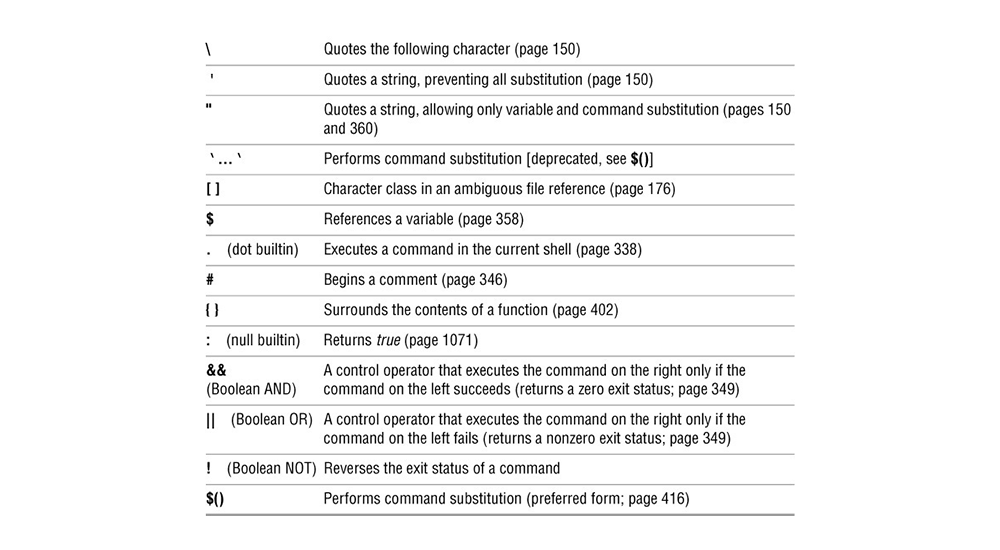 \ Quotes the following character (page 150)
' Quotes a string, preventing all substitution (page 150)
" Quotes a string, allowing only variable and command substitution (pages 150
and 360)
` ... ` Performs command substitution [deprecated, see $()]
[ ] Character class in an ambiguous file reference (page 176)
$ References a variable (page 358)
. (dot builtin) Executes a command in the current shell (page 338)
# Begins a comment (page 346)
{ } Surrounds the contents of a function (page 402)
: (null builtin) Returns true (page 1071)
&& A control operator that executes the command on the right only if the
(Boolean AND) command on the left succeeds (returns a zero exit status; page 349)
|| (Boolean OR) A control operator that executes the command on the right only if the
command on the left fails (returns a nonzero exit status; page 349)
! (Boolean NOT) Reverses the exit status of a command
$() Performs command substitution (preferred form; page 416)